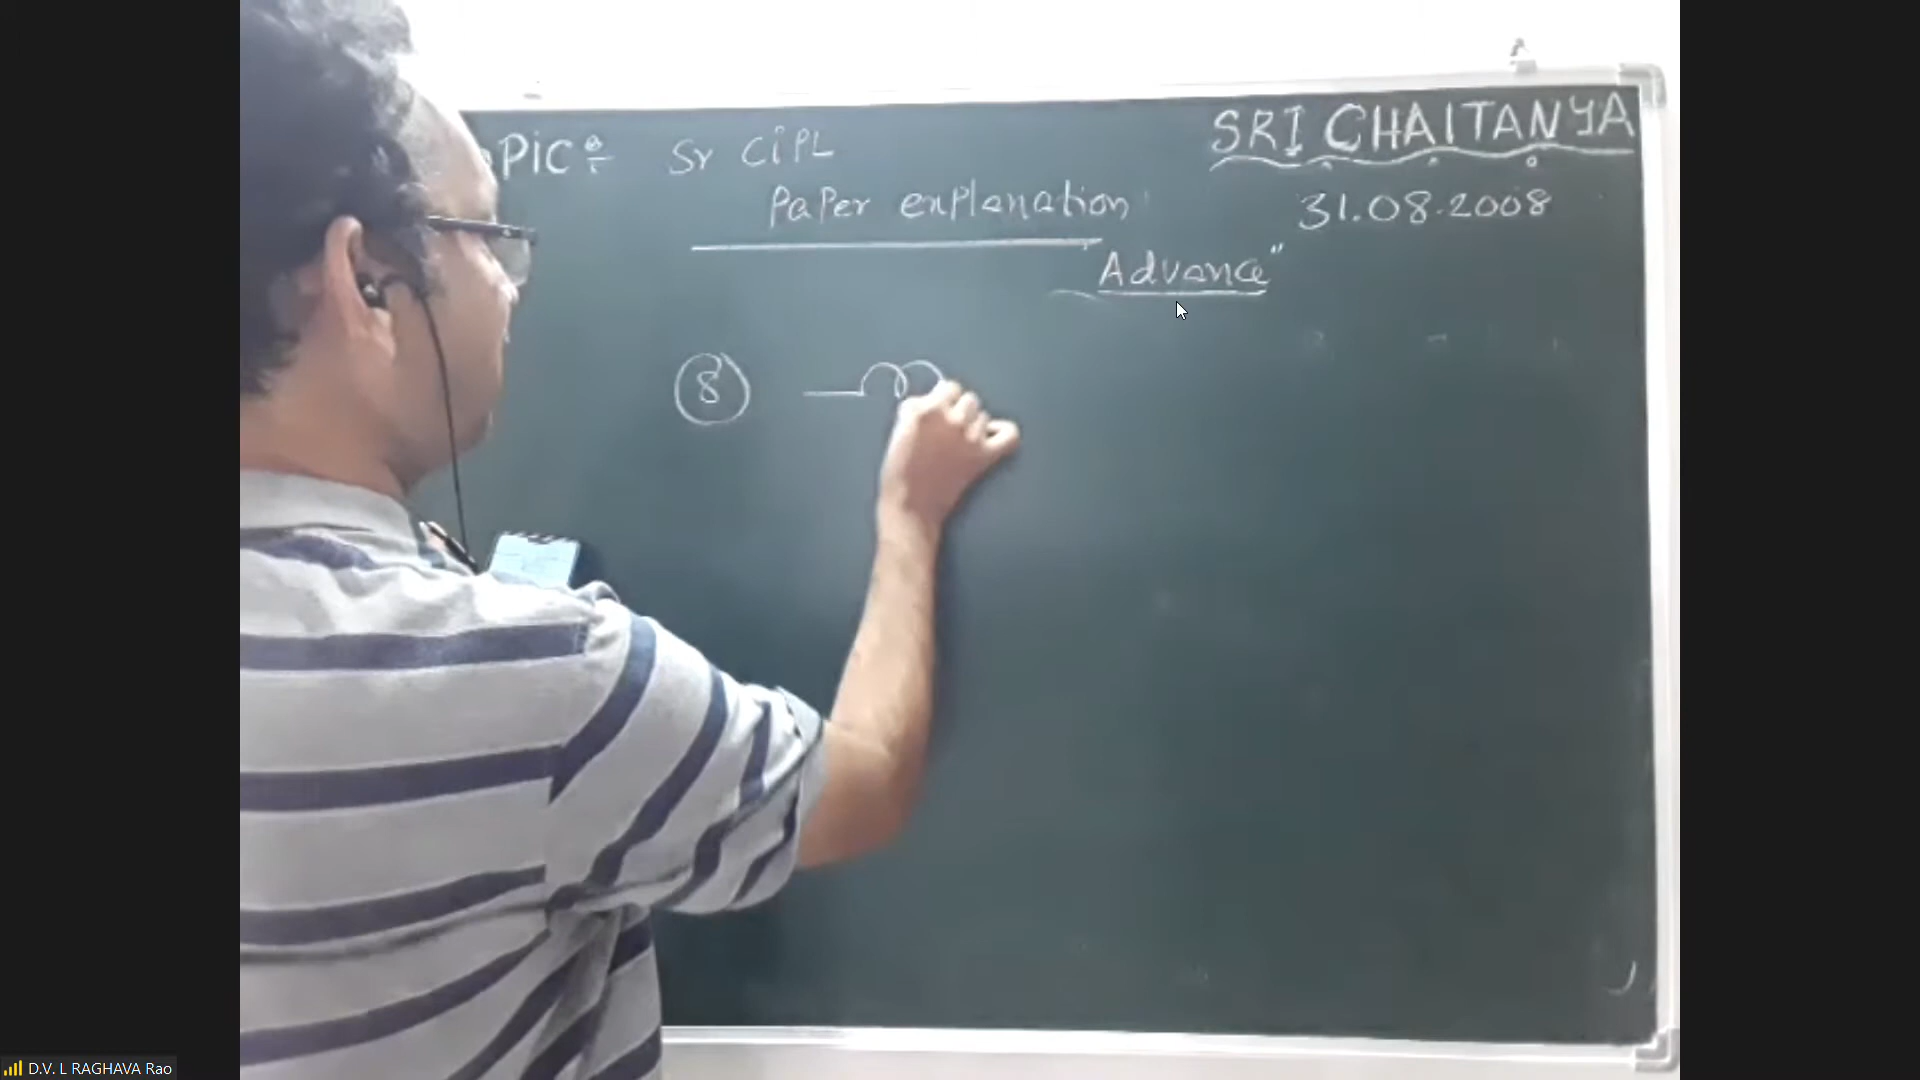 PiC: Sr CiPL
SRI CHAITANYA
Paper explanation
31.08.2008
"Advance"
8
D.V. L RAGHAVA Rao